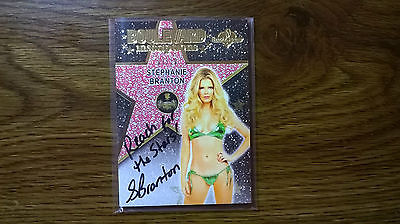 BOULEVARD
STEPHANIE
BRANTON
Reach for
the Stars!
SBranton